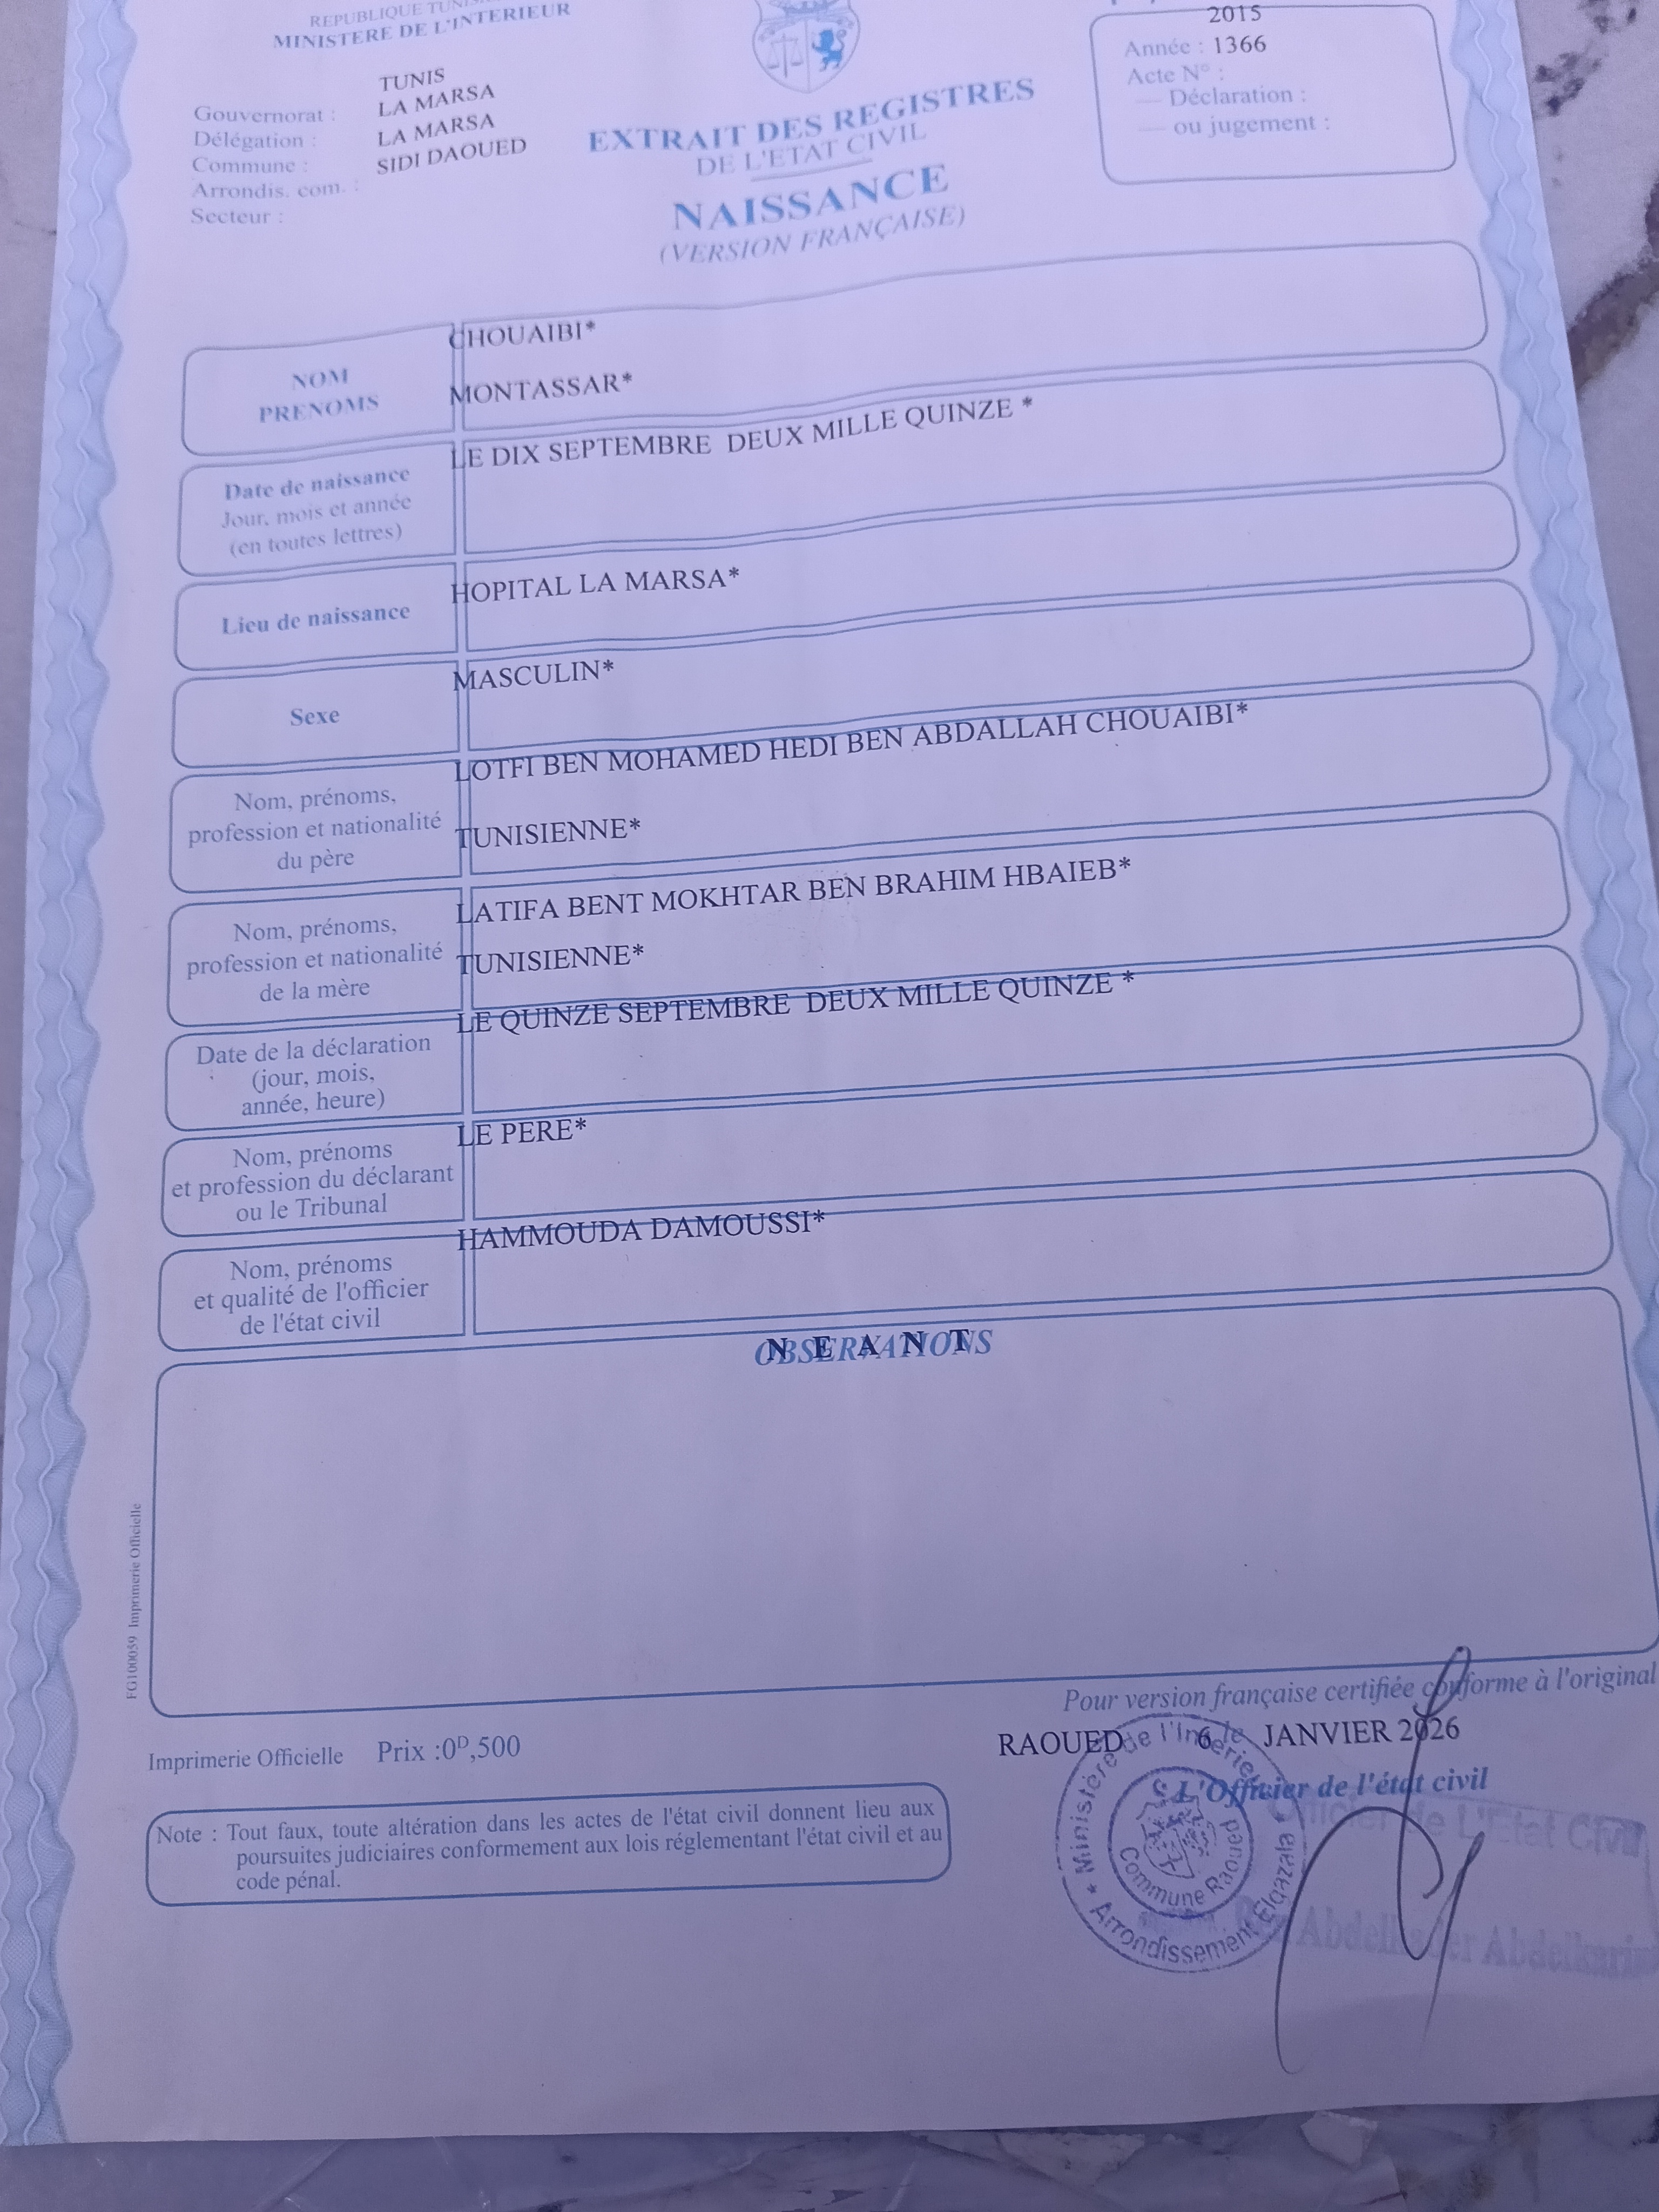 REPUBLIQUE
MINISTERE DE L'INTERIEUR
Gouvernorat : TUNIS
Délégation : LA MARSA
Commune : LA MARSA
Arrondis. com. : SIDI DAOUED
Secteur :
EXTRAIT DES REGISTRES
DE L'ETAT CIVIL
NAISSANCE
(VERSION FRANÇAISE)
2015
Année : 1366
Acte N° :
— Déclaration :
— ou jugement :
NOM
PRENOMS
CHOUAIBI*
MONTASSAR*
Date de naissance
Jour, mois et année
(en toutes lettres)
LE DIX SEPTEMBRE DEUX MILLE QUINZE *
Lieu de naissance
HOPITAL LA MARSA*
Sexe
MASCULIN*
Nom, prénoms,
profession et nationalité
du père
LOTFI BEN MOHAMED HEDI BEN ABDALLAH CHOUAIBI*
TUNISIENNE*
Nom, prénoms,
profession et nationalité
de la mère
LATIFA BENT MOKHTAR BEN BRAHIM HBAIEB*
TUNISIENNE*
Date de la déclaration
(jour, mois,
année, heure)
LE QUINZE SEPTEMBRE DEUX MILLE QUINZE *
Nom, prénoms
et profession du déclarant
ou le Tribunal
LE PERE*
Nom, prénoms
et qualité de l'officier
de l'état civil
HAMMOUDA DAMOUSSI*
OBSERVATIONS
N E A N T
FG100059 Imprimerie Officielle
Pour version française certifiée conforme à l'original
RAOUED le 6 JANVIER 2026
L'Officier de l'état civil
Imprimerie Officielle Prix :0ᴰ,500
Note : Tout faux, toute altération dans les actes de l'état civil donnent lieu aux
poursuites judiciaires conformement aux lois réglementant l'état civil et au
code pénal.
Ministère de l'Intérieur
* Arrondissement Elgazala *
Commune Raoued
Officier de L'Etat Civil
Ben Abdelkader Abdelkarim